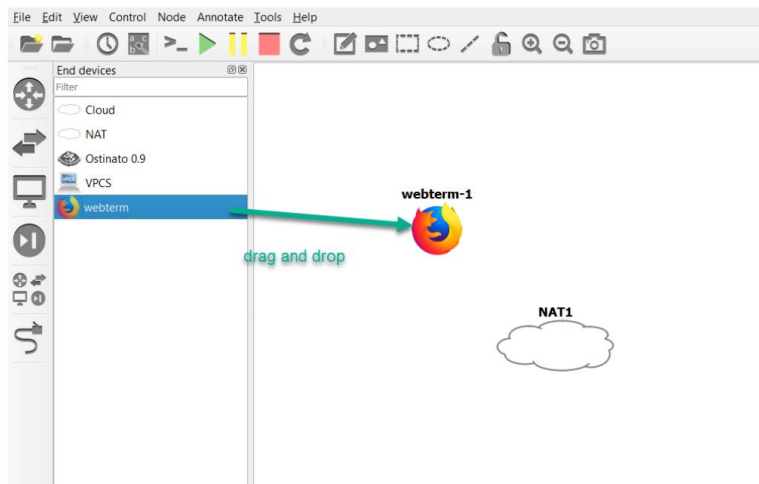 File Edit View Control Node Annotate Tools Help
End devices
Filter
Cloud
NAT
Ostinato 0.9
VPCS
webterm
webterm-1
drag and drop
NAT1